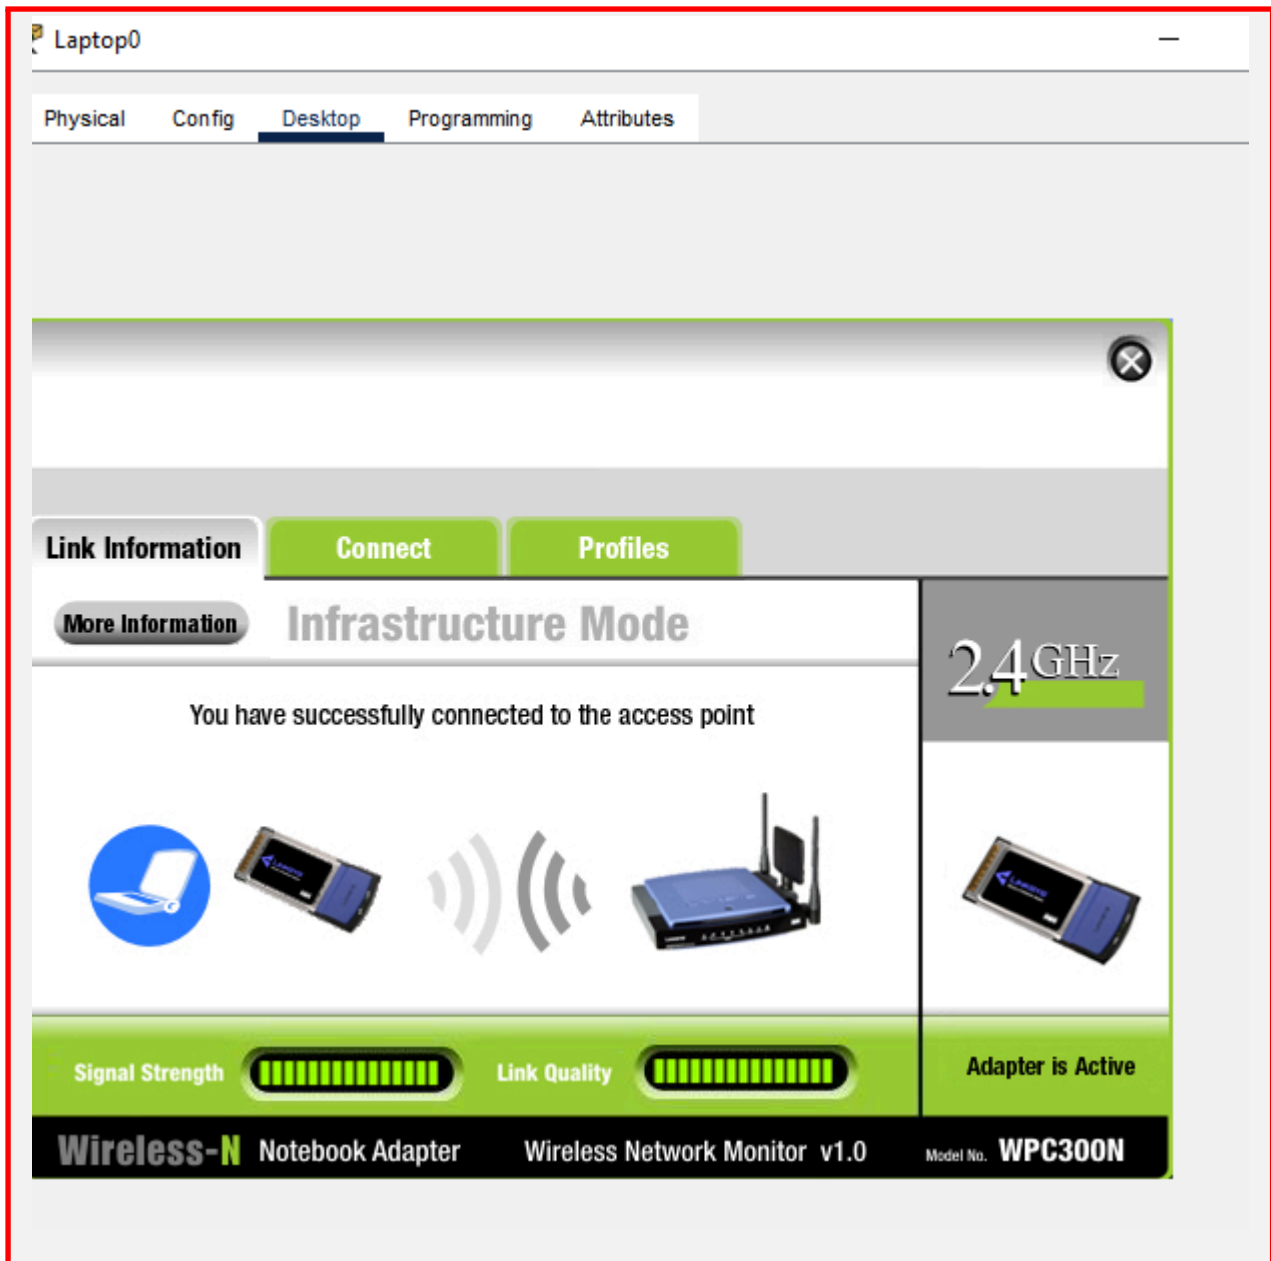 Laptop0
Physical Config Desktop Programming Attributes
Link Information Connect Profiles
More Information Infrastructure Mode
2.4 GHz
You have successfully connected to the access point
Signal Strength Link Quality Adapter is Active
Wireless-N Notebook Adapter Wireless Network Monitor v1.0 Model No. WPC300N